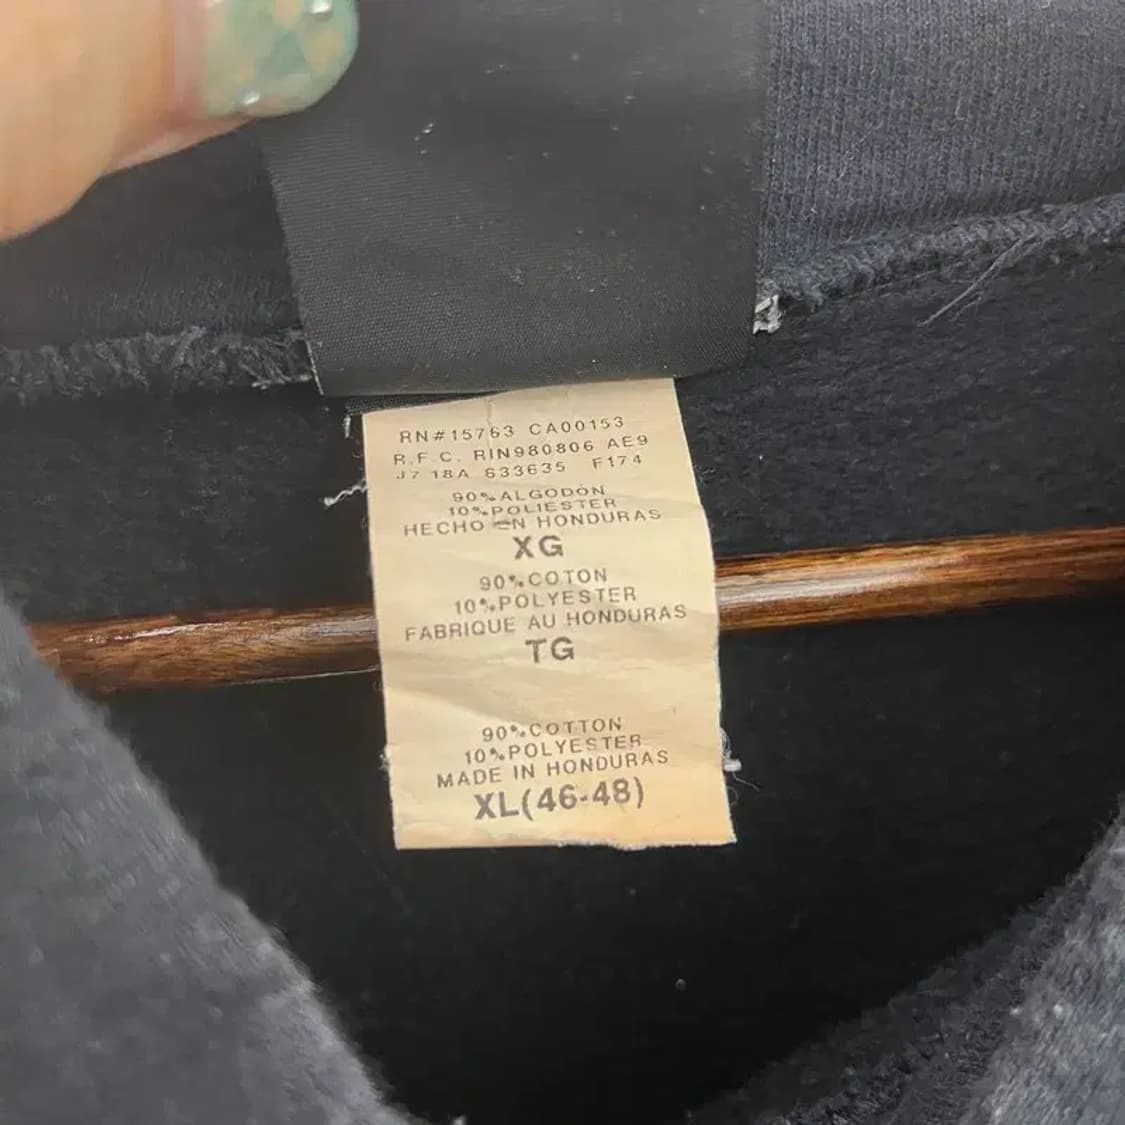 RN#15763 CA00153
R.F.C. RIN980806 AE9
J7 18A 633635 F174
90%ALGODÓN
10%POLIESTER
HECHO EN HONDURAS
XG
90%COTON
10%POLYESTER
FABRIQUE AU HONDURAS
TG
90%COTTON
10%POLYESTER
MADE IN HONDURAS
XL(46-48)